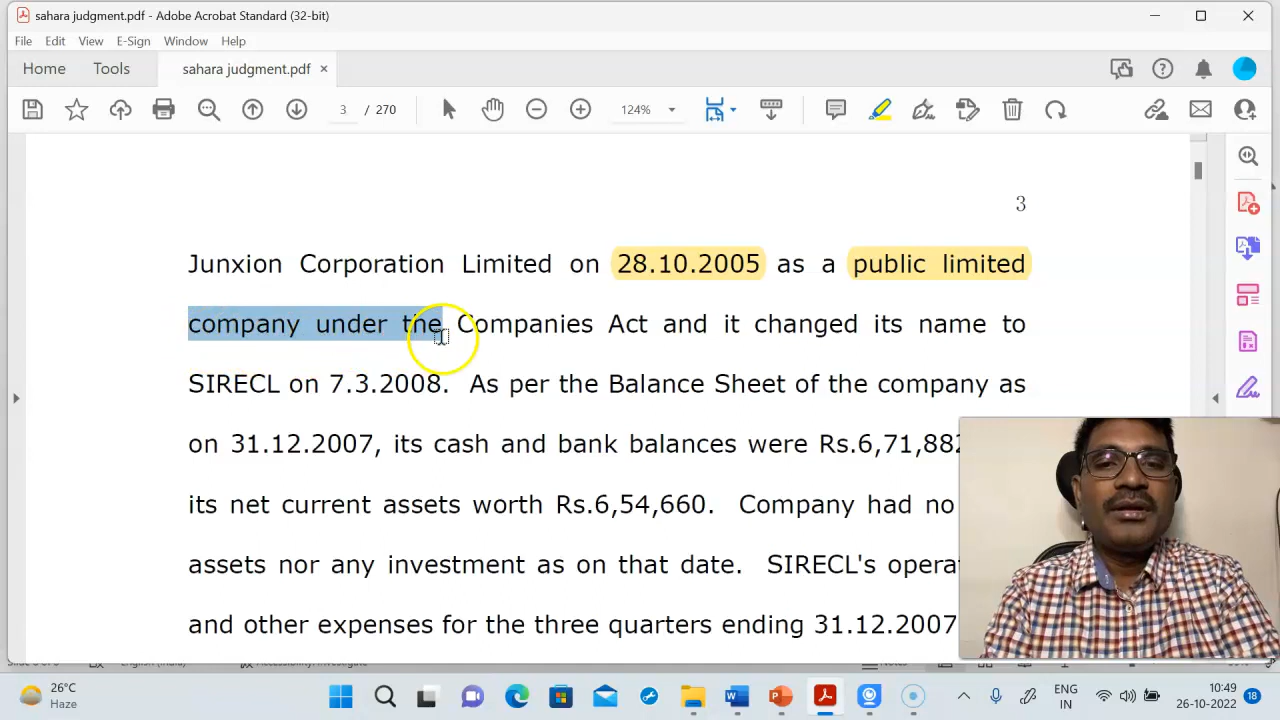 sahara judgment.pdf - Adobe Acrobat Standard (32-bit)
File Edit View E-Sign Window Help
Home Tools sahara judgment.pdf ×
3 / 270 124%
3
Junxion Corporation Limited on 28.10.2005 as a public limited
company under the Companies Act and it changed its name to
SIRECL on 7.3.2008. As per the Balance Sheet of the company as
on 31.12.2007, its cash and bank balances were Rs.6,71,882
its net current assets worth Rs.6,54,660. Company had no
assets nor any investment as on that date. SIRECL's opera
and other expenses for the three quarters ending 31.12.2007
26°C
Haze
ENG
IN
10:49
26-10-2022
18